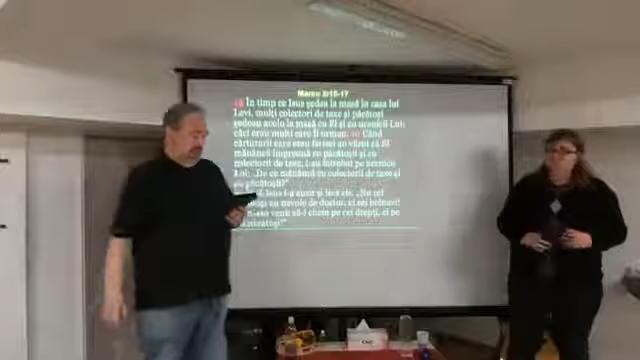 Marcu 2:15-17
15 În timp ce Isus ședea la masă în casa lui
Levi, mulți colectori de taxe și păcătoși
ședeau acolo la masă cu El și cu ucenicii Lui;
căci erau mulți care Îl urmau. 16 Când
cărturarii care erau farisei au văzut că El
mănâncă împreună cu păcătoșii și cu
colectorii de taxe, i-au întrebat pe ucenicii
Lui: „De ce mănâncă cu colectorii de taxe și
cu păcătoșii?”
Isus i-a auzit și le-a zis: „Nu cei
au nevoie de doctor, ci cei bolnavi!
N-am venit să-i chem pe cei drepți, ci pe
păcătoși!”